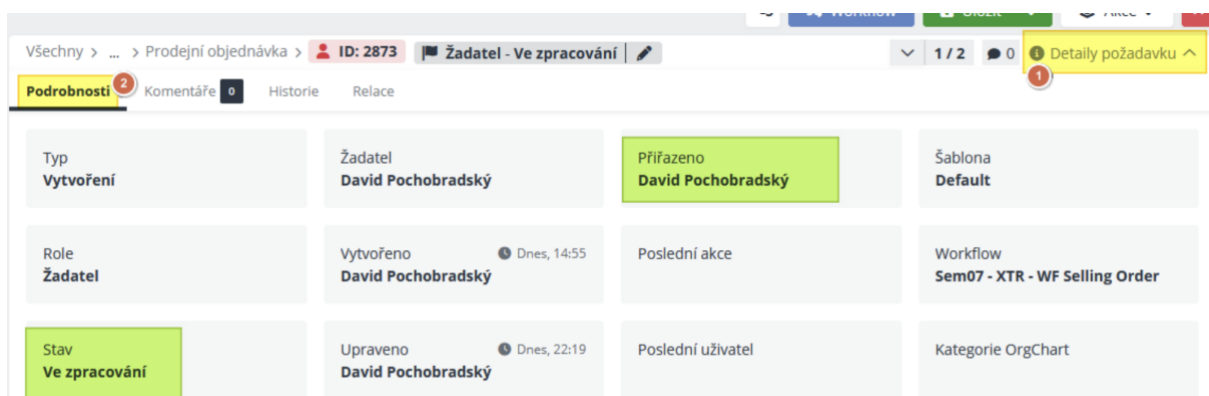 Workflow Uložit Akce
Všechny > ... > Prodejní objednávka > ID: 2873 Žadatel - Ve zpracování 1 / 2 0 Detaily požadavku
1
Podrobnosti 2 Komentáře 0 Historie Relace
Typ Žadatel Přiřazeno Šablona
Vytvoření David Pochobradský David Pochobradský Default
Role Vytvořeno Dnes, 14:55 Poslední akce Workflow
Žadatel David Pochobradský Sem07 - XTR - WF Selling Order
Stav Upraveno Dnes, 22:19 Poslední uživatel Kategorie OrgChart
Ve zpracování David Pochobradský